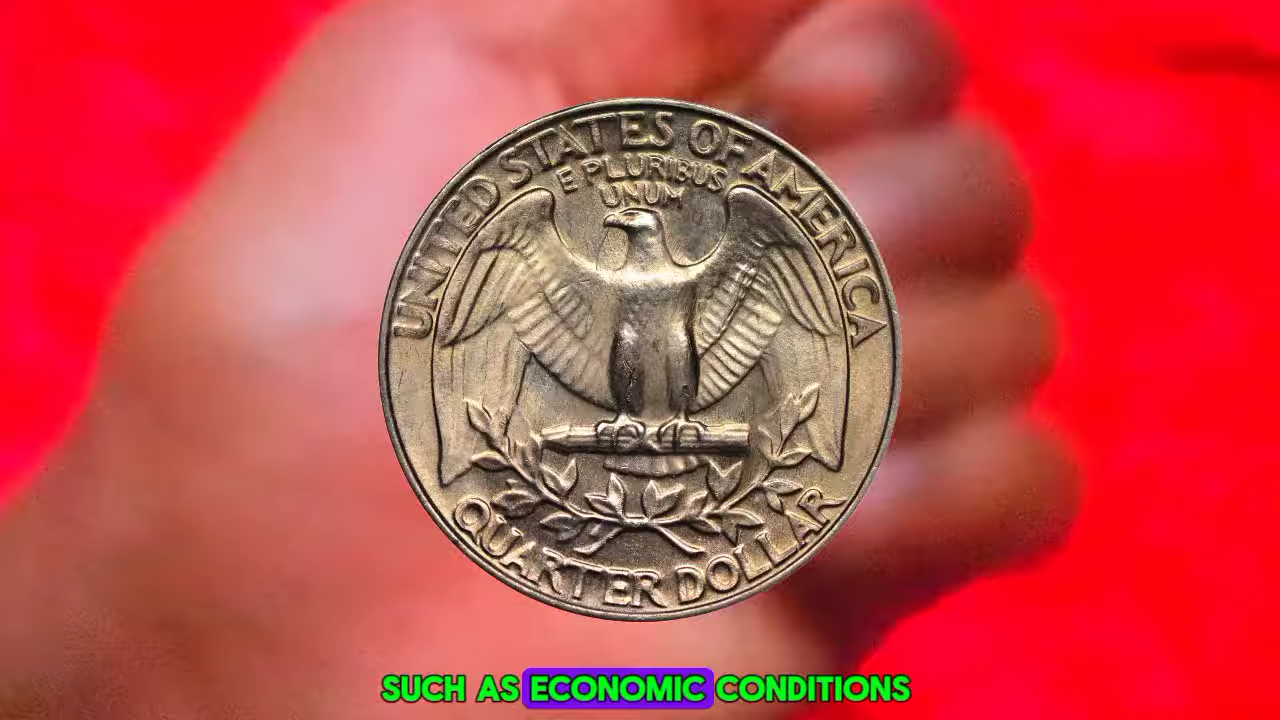 UNITED STATES OF AMERICA
E PLURIBUS
UNUM
QUARTER DOLLAR
SUCH AS ECONOMIC CONDITIONS